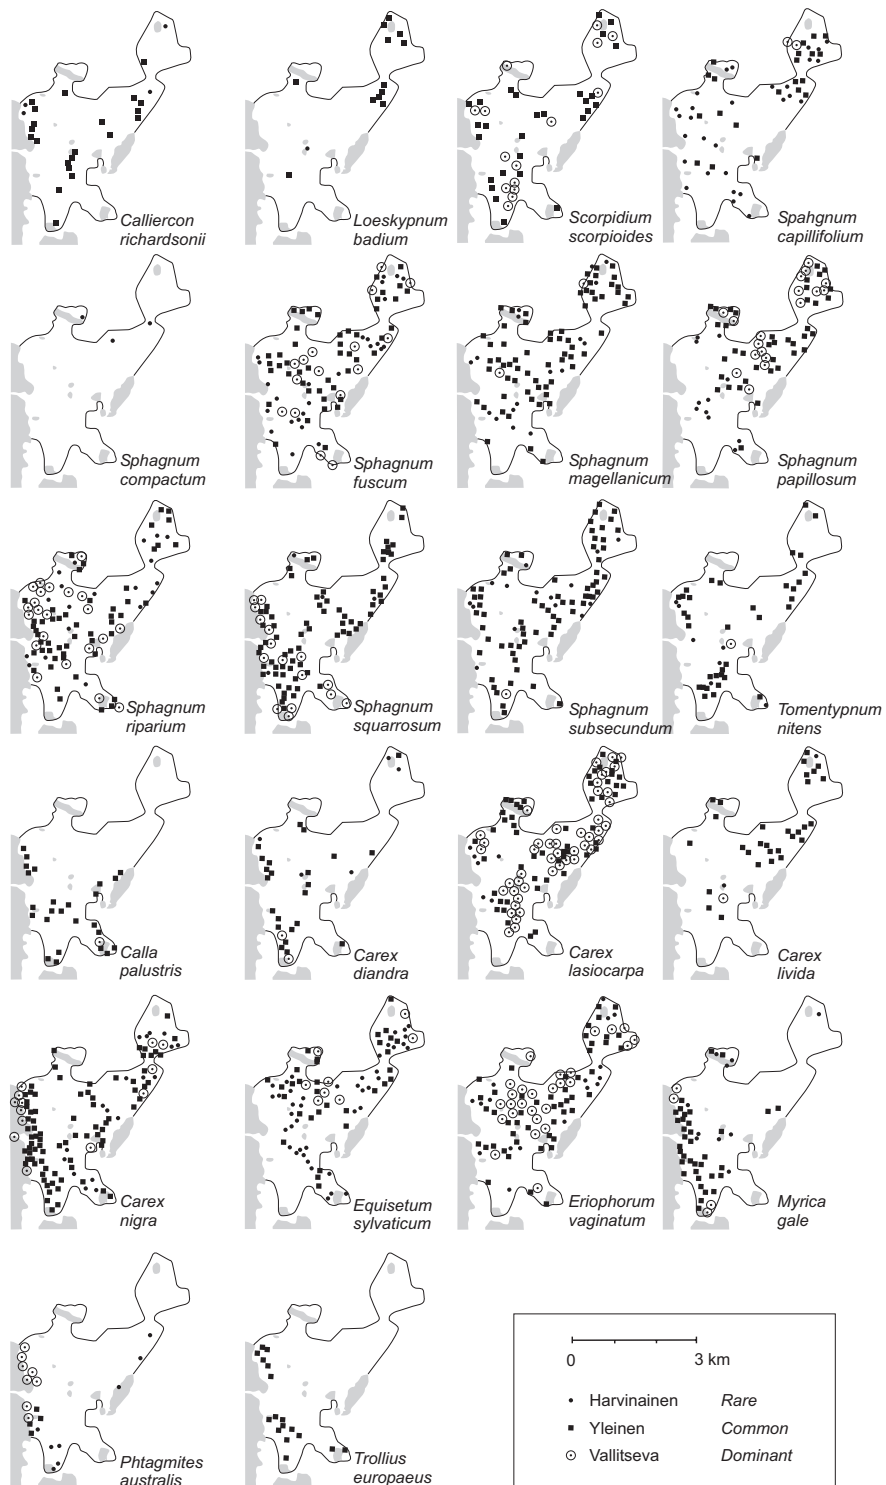 Calliercon
richardsonii
Loeskypnum
badium
Scorpidium
scorpioides
Spahgnum
capillifolium
Sphagnum
compactum
Sphagnum
fuscum
Sphagnum
magellanicum
Sphagnum
papillosum
Sphagnum
riparium
Sphagnum
squarrosum
Sphagnum
subsecundum
Tomentypnum
nitens
Calla
palustris
Carex
diandra
Carex
lasiocarpa
Carex
livida
Carex
nigra
Equisetum
sylvaticum
Eriophorum
vaginatum
Myrica
gale
Phtagmites
australis
Trollius
europaeus
0 3 km
Harvinainen Rare
Yleinen Common
Vallitseva Dominant